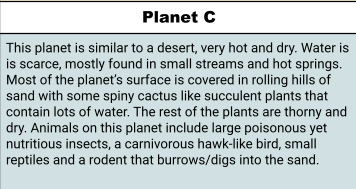 Planet C
This planet is similar to a desert, very hot and dry. Water is
is scarce, mostly found in small streams and hot springs.
Most of the planet's surface is covered in rolling hills of
sand with some spiny cactus like succulent plants that
contain lots of water. The rest of the plants are thorny and
dry. Animals on this planet include large poisonous yet
nutritious insects, a carnivorous hawk-like bird, small
reptiles and a rodent that burrows/digs into the sand.